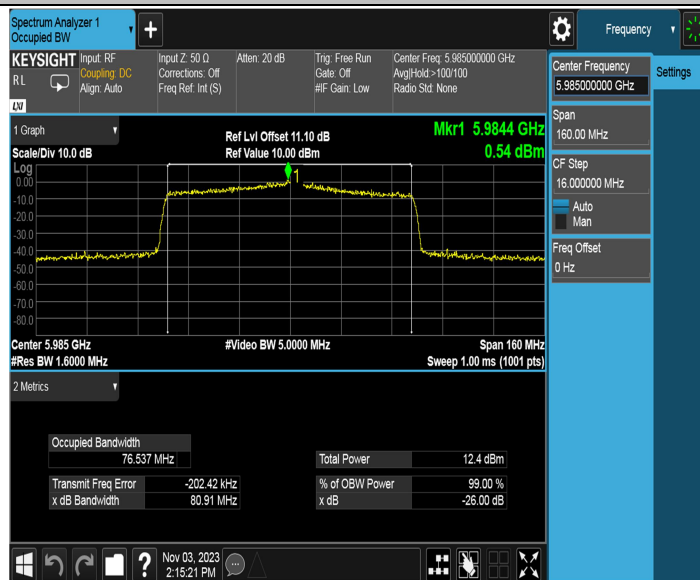 Spectrum Analyzer 1
Occupied BW
+
Frequency
KEYSIGHT
RL
LXI
Input: RF
Coupling: DC
Align: Auto
Input Z: 50 Ω
Corrections: Off
Freq Ref: Int (S)
Atten: 20 dB
Trig: Free Run
Gate: Off
#IF Gain: Low
Center Freq: 5.985000000 GHz
Avg|Hold:>100/100
Radio Std: None
Center Frequency
5.985000000 GHz
Settings
Span
160.00 MHz
CF Step
16.000000 MHz
Auto
Man
Freq Offset
0 Hz
1 Graph
Scale/Div 10.0 dB
Ref Lvl Offset 11.10 dB
Ref Value 10.00 dBm
Mkr1 5.9844 GHz
0.54 dBm
Log
0.00
-10.0
-20.0
-30.0
-40.0
-50.0
-60.0
-70.0
-80.0
1
Center 5.985 GHz
#Video BW 5.0000 MHz
Span 160 MHz
#Res BW 1.6000 MHz
Sweep 1.00 ms (1001 pts)
2 Metrics
Occupied Bandwidth
76.537 MHz
Total Power 12.4 dBm
Transmit Freq Error -202.42 kHz
% of OBW Power 99.00 %
x dB Bandwidth 80.91 MHz
x dB -26.00 dB
?
Nov 03, 2023
2:15:21 PM